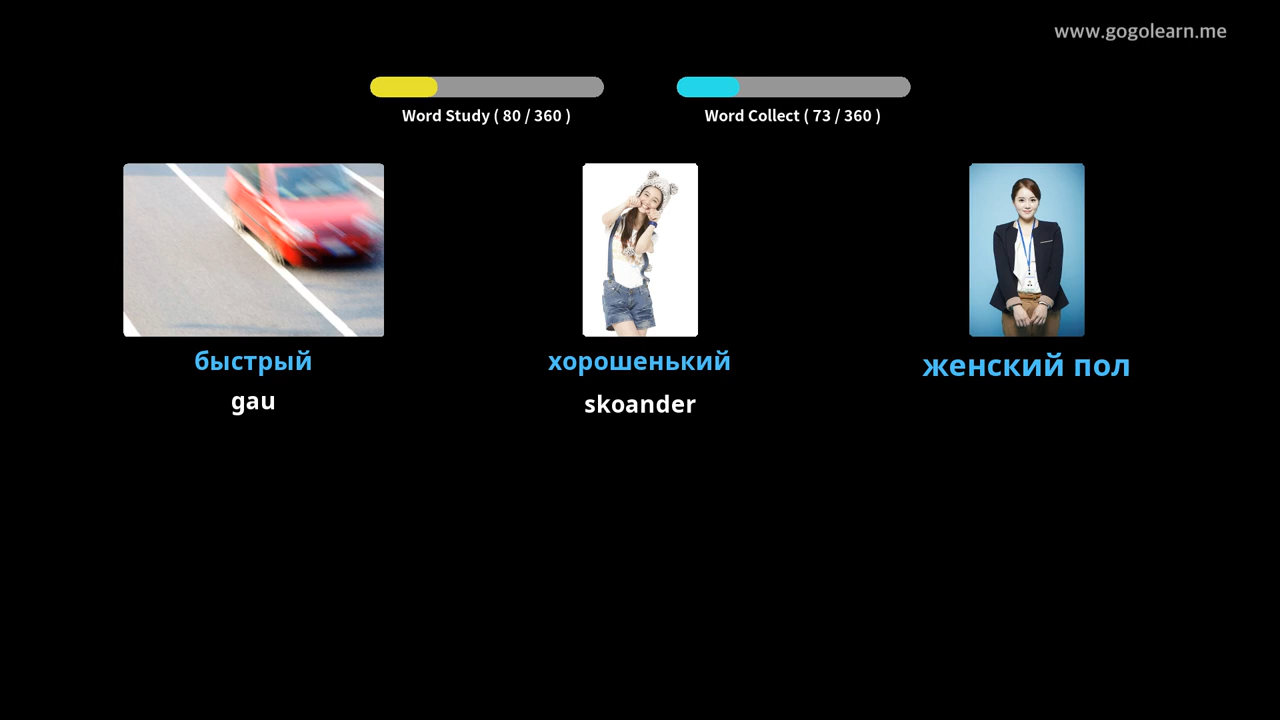 www.gogolearn.me
Word Study ( 80 / 360 )
Word Collect ( 73 / 360 )
быстрый
gau
хорошенький
skoander
женский пол